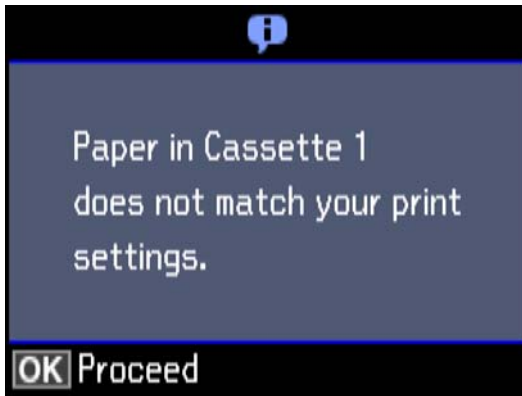 Paper in Cassette 1
does not match your print
settings.
OK Proceed